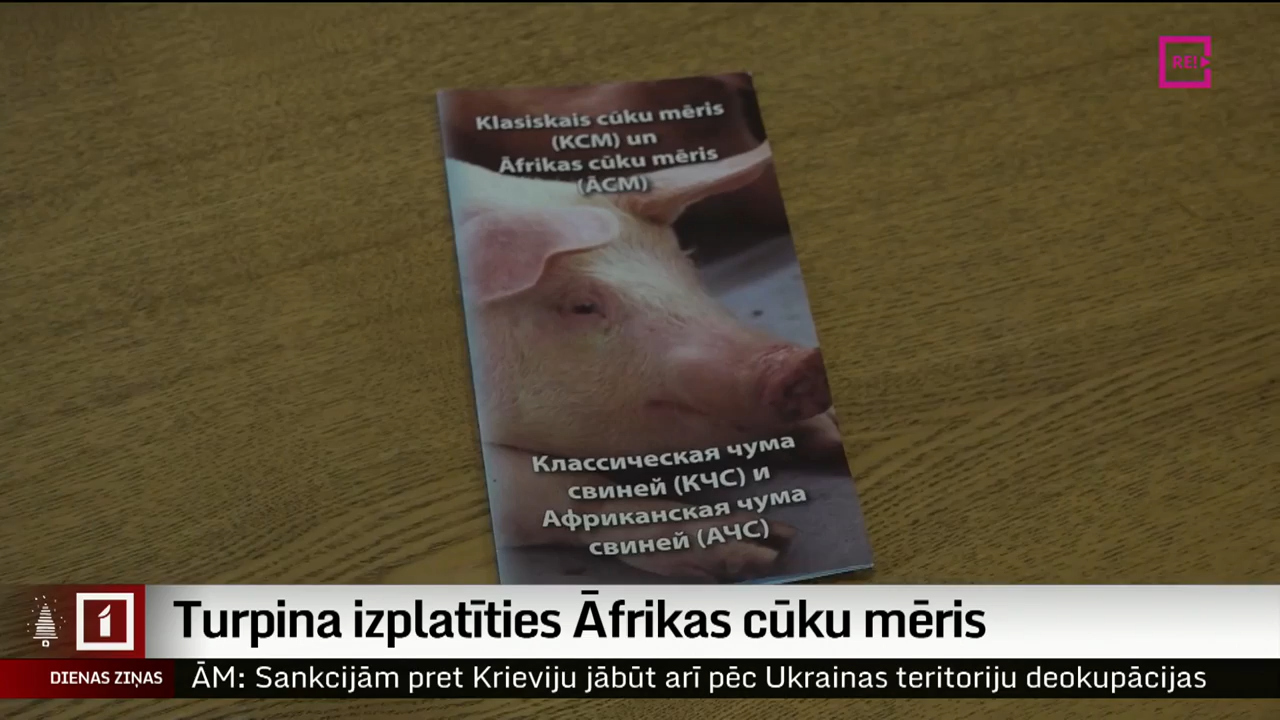 RE!
Klasiskais cūku mēris
(KCM) un
Āfrikas cūku mēris
(ĀCM)
Классическая чума
свиней (КЧС) и
Африканская чума
свиней (АЧС)
1
Turpina izplatīties Āfrikas cūku mēris
DIENAS ZIŅAS
ĀM: Sankcijām pret Krieviju jābūt arī pēc Ukrainas teritoriju deokupācijas